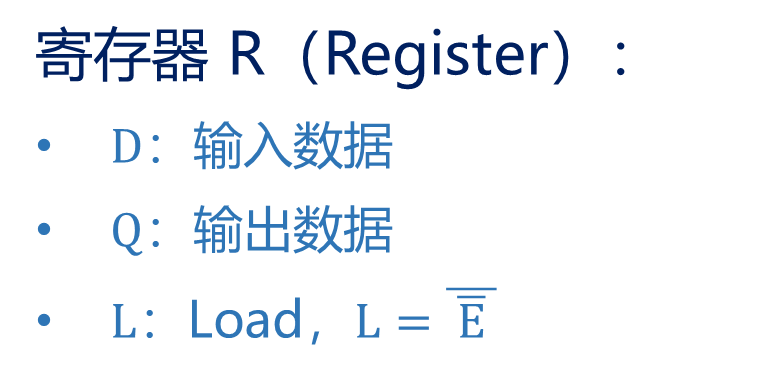 寄存器 R（Register）:
• D：输入数据
• Q：输出数据
• L：Load，L = E̿